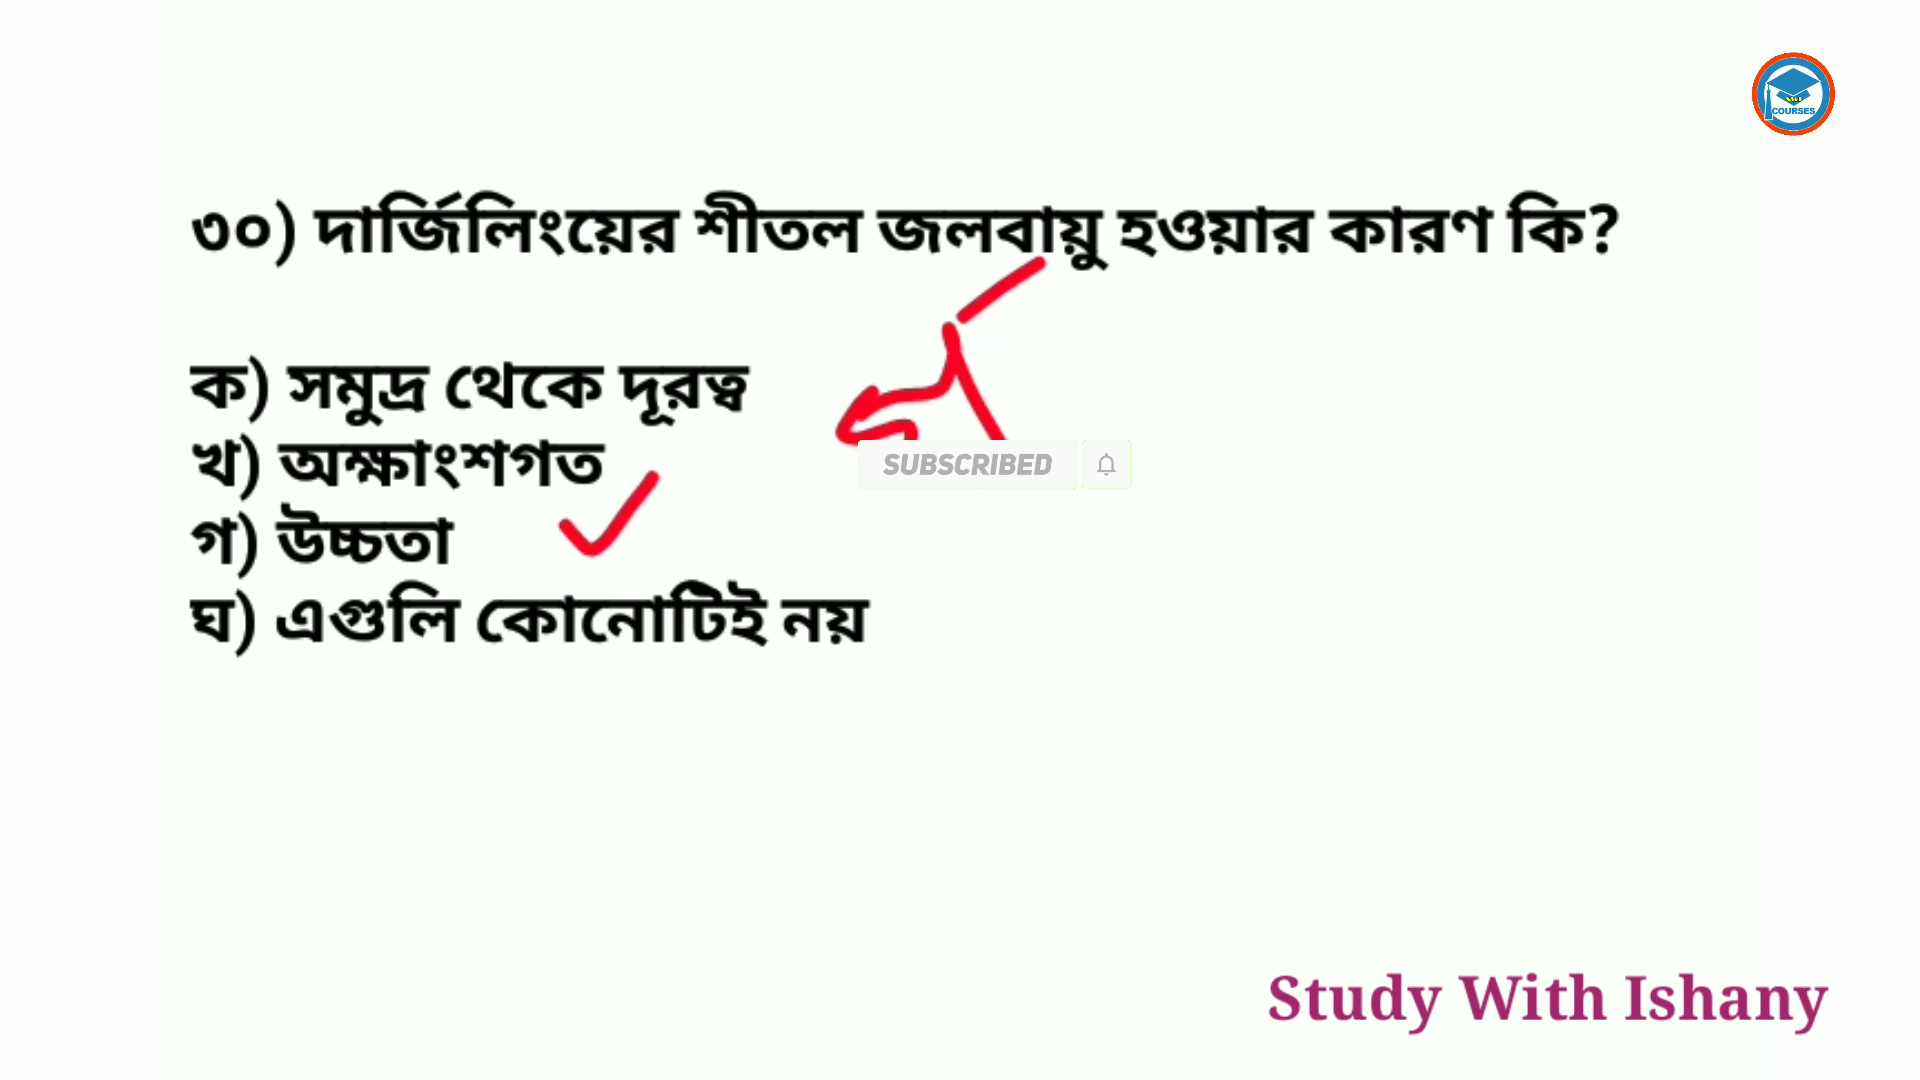 COURSES
৩০) দার্জিলিংয়ের শীতল জলবায়ু হওয়ার কারণ কি?
ক) সমুদ্র থেকে দূরত্ব
খ) অক্ষাংশগত
গ) উচ্চতা
ঘ) এগুলি কোনোটিই নয়
SUBSCRIBED
Study With Ishany